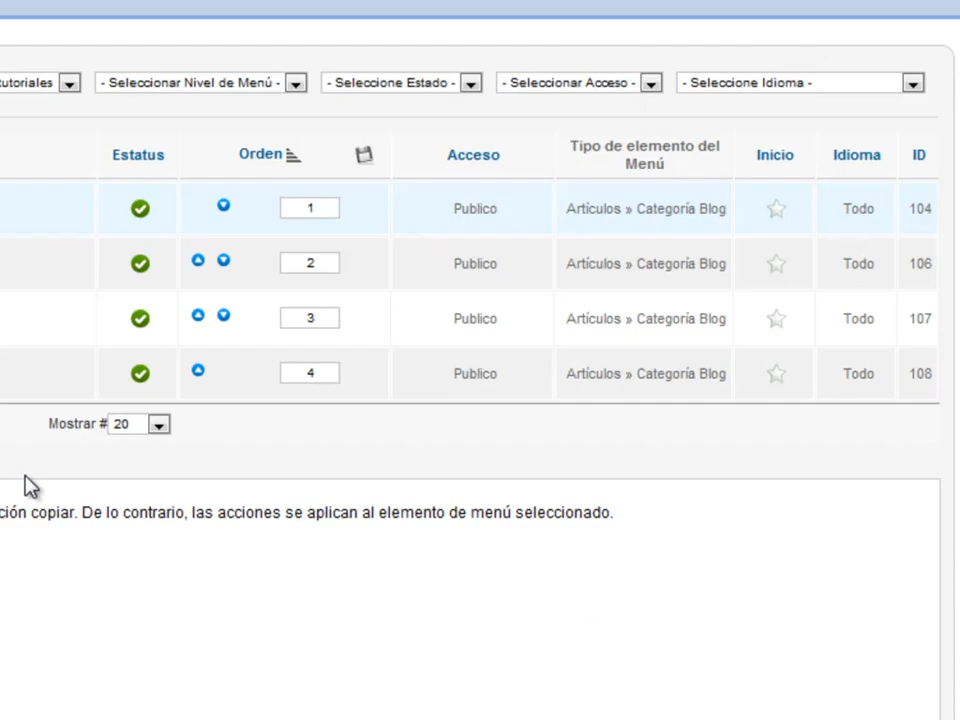 utoriales - Seleccionar Nivel de Menú - - Seleccione Estado - - Seleccionar Acceso - - Seleccione Idioma -
Estatus Orden Acceso Tipo de elemento del Menú Inicio Idioma ID
1 Publico Artículos » Categoría Blog Todo 104
2 Publico Artículos » Categoría Blog Todo 106
3 Publico Artículos » Categoría Blog Todo 107
4 Publico Artículos » Categoría Blog Todo 108
Mostrar # 20
ción copiar. De lo contrario, las acciones se aplican al elemento de menú seleccionado.